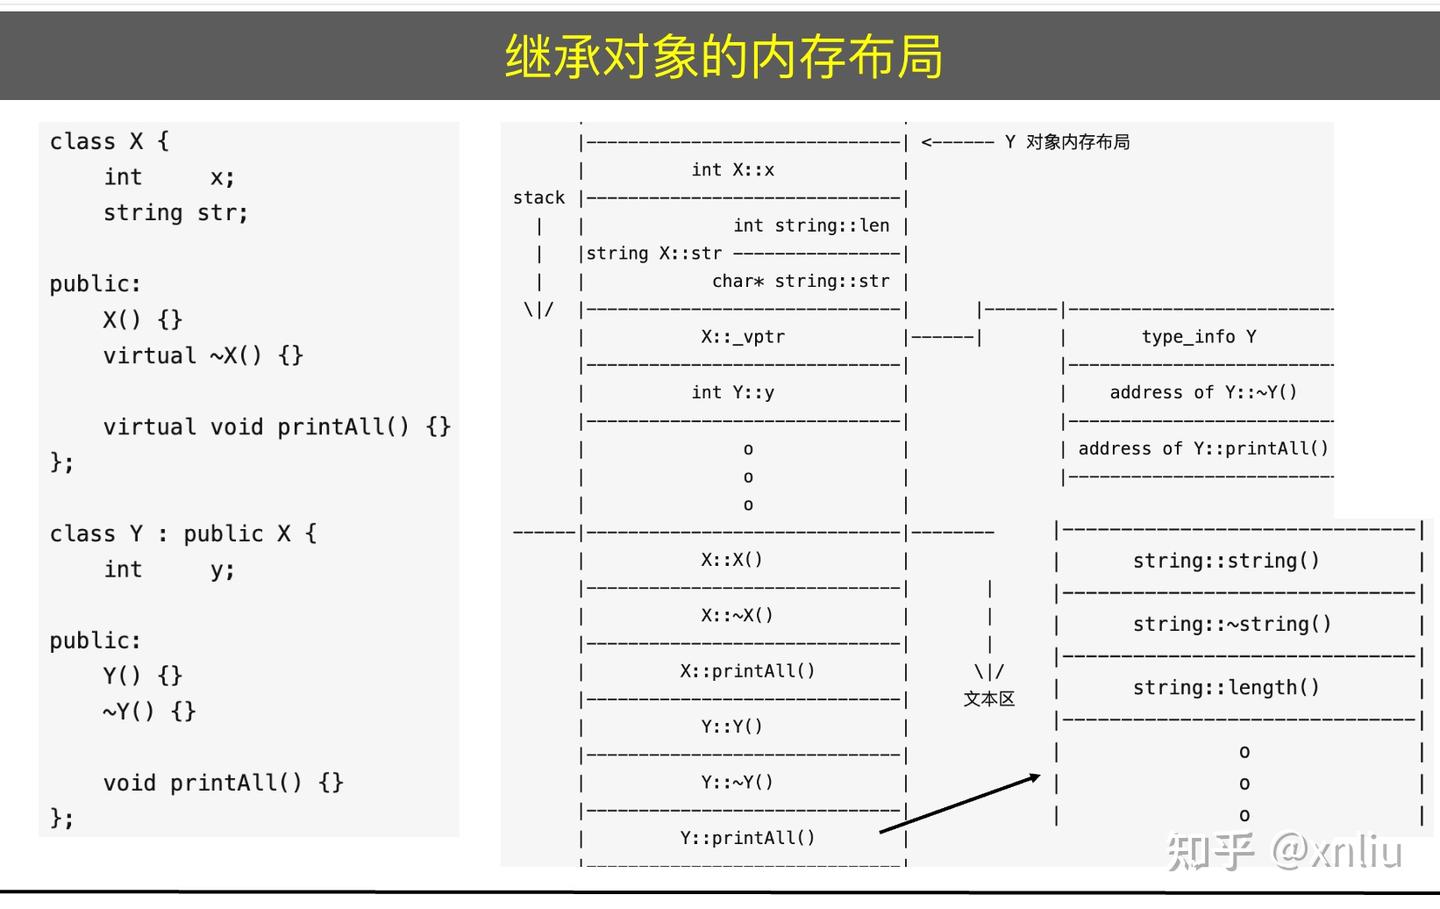 继承对象的内存布局
class X {
    int     x;
    string str;
public:
    X() {}
    virtual ~X() {}
    virtual void printAll() {}
};
class Y : public X {
    int     y;
public:
    Y() {}
    ~Y() {}
    void printAll() {}
};
<------ Y 对象内存布局
int X::x
stack
int string::len
string X::str
char* string::str
X::_vptr
int Y::y
o
o
o
X::X()
X::~X()
X::printAll()
Y::Y()
Y::~Y()
Y::printAll()
文本区
type_info Y
address of Y::~Y()
address of Y::printAll()
string::string()
string::~string()
string::length()
o
o
o
知乎 @xnliu